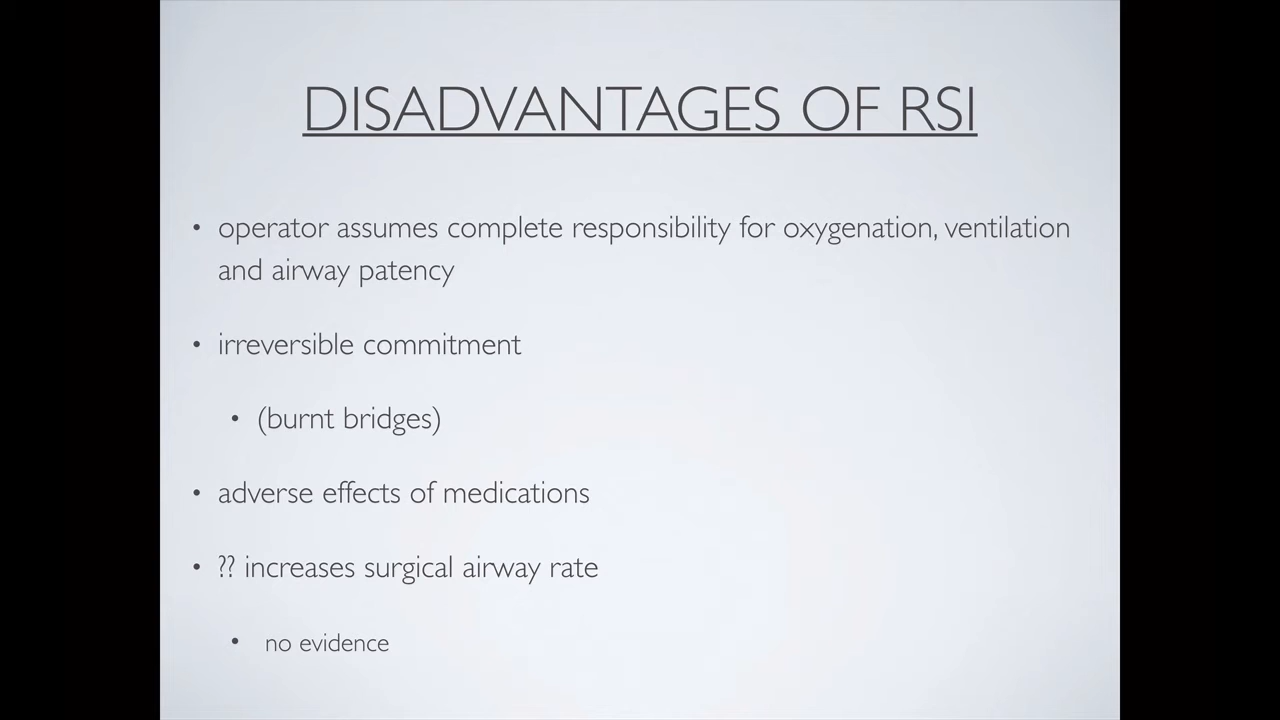 DISADVANTAGES OF RSI
• operator assumes complete responsibility for oxygenation, ventilation
and airway patency
• irreversible commitment
• (burnt bridges)
• adverse effects of medications
• ?? increases surgical airway rate
• no evidence